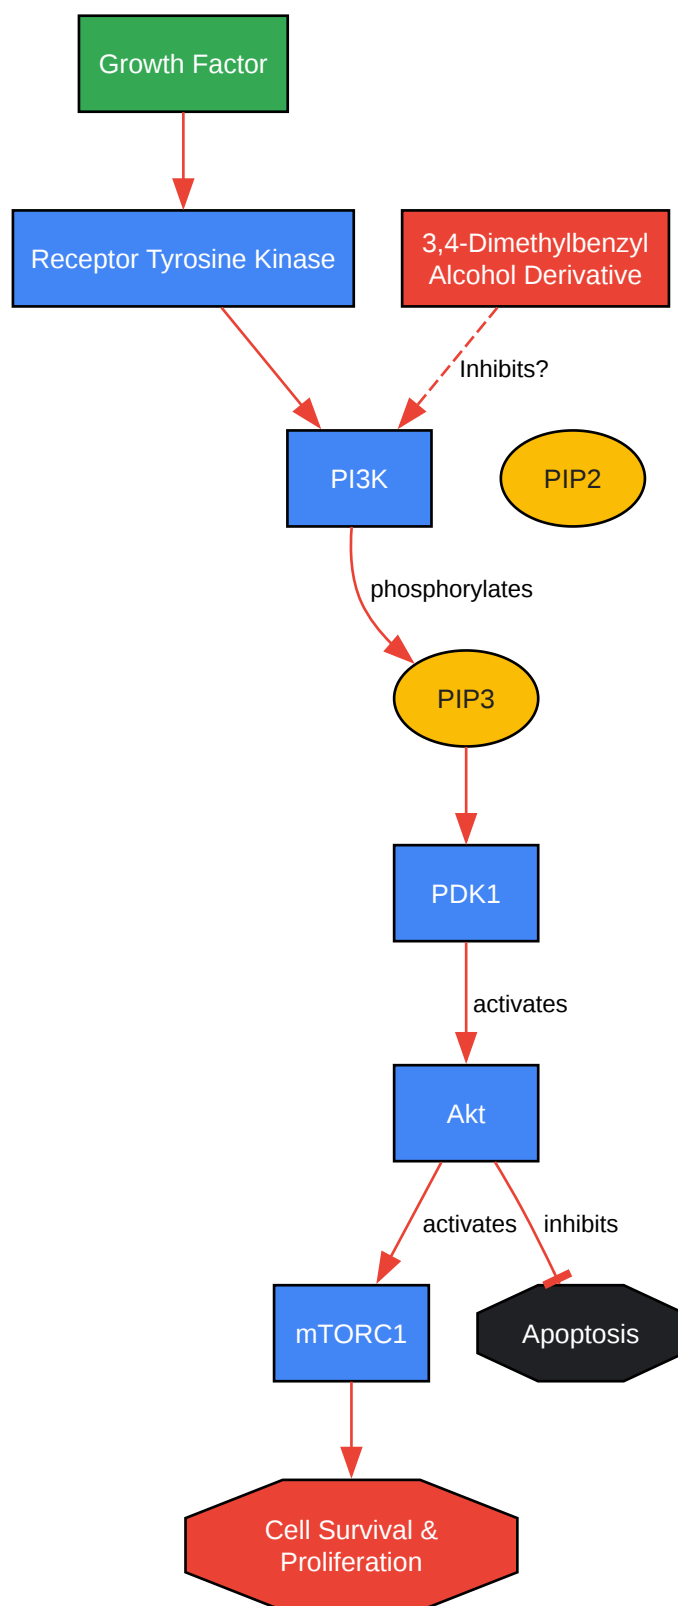 Growth Factor
Receptor Tyrosine Kinase
3,4-Dimethylbenzyl
Alcohol Derivative
Inhibits?
PI3K
PIP2
phosphorylates
PIP3
PDK1
activates
Akt
activates
inhibits
mTORC1
Apoptosis
Cell Survival &
Proliferation